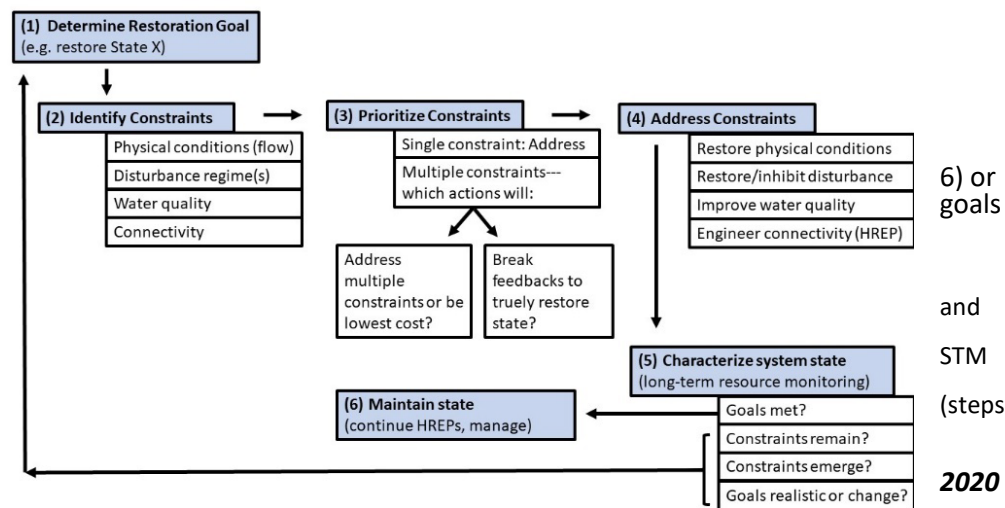 (1) Determine Restoration Goal
(e.g. restore State X)
(2) Identify Constraints
Physical conditions (flow)
Disturbance regime(s)
Water quality
Connectivity
(3) Prioritize Constraints
Single constraint: Address
Multiple constraints---
which actions will:
Address
multiple
constraints or be
lowest cost?
Break
feedbacks to
truely restore
state?
(4) Address Constraints
Restore physical conditions
Restore/inhibit disturbance
Improve water quality
Engineer connectivity (HREP)
(5) Characterize system state
(long-term resource monitoring)
Goals met?
Constraints remain?
Constraints emerge?
Goals realistic or change?
(6) Maintain state
(continue HREPs, manage)
6) or
goals
and
STM
(steps
2020